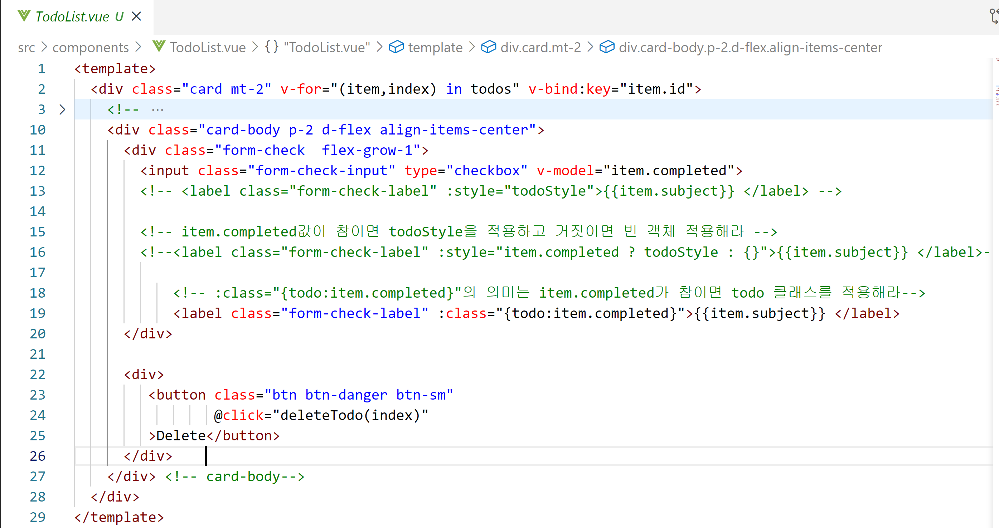 TodoList.vue U
src > components > TodoList.vue > {} "TodoList.vue" > template > div.card.mt-2 > div.card-body.p-2.d-flex.align-items-center
1 <template>
2 <div class="card mt-2" v-for="(item,index) in todos" v-bind:key="item.id">
3 <!-- ...
10 <div class="card-body p-2 d-flex align-items-center">
11 <div class="form-check  flex-grow-1">
12 <input class="form-check-input" type="checkbox" v-model="item.completed">
13 <!-- <label class="form-check-label" :style="todoStyle">{{item.subject}} </label> -->
14
15 <!-- item.completed값이 참이면 todoStyle을 적용하고 거짓이면 빈 객체 적용해라 -->
16 <!--<label class="form-check-label" :style="item.completed ? todoStyle : {}">{{item.subject}} </label>-
17
18 <!-- :class="{todo:item.completed}"의 의미는 item.completed가 참이면 todo 클래스를 적용해라-->
19 <label class="form-check-label" :class="{todo:item.completed}">{{item.subject}} </label>
20 </div>
21
22 <div>
23 <button class="btn btn-danger btn-sm"
24 @click="deleteTodo(index)"
25 >Delete</button>
26 </div>
27 </div> <!-- card-body-->
28 </div>
29 </template>